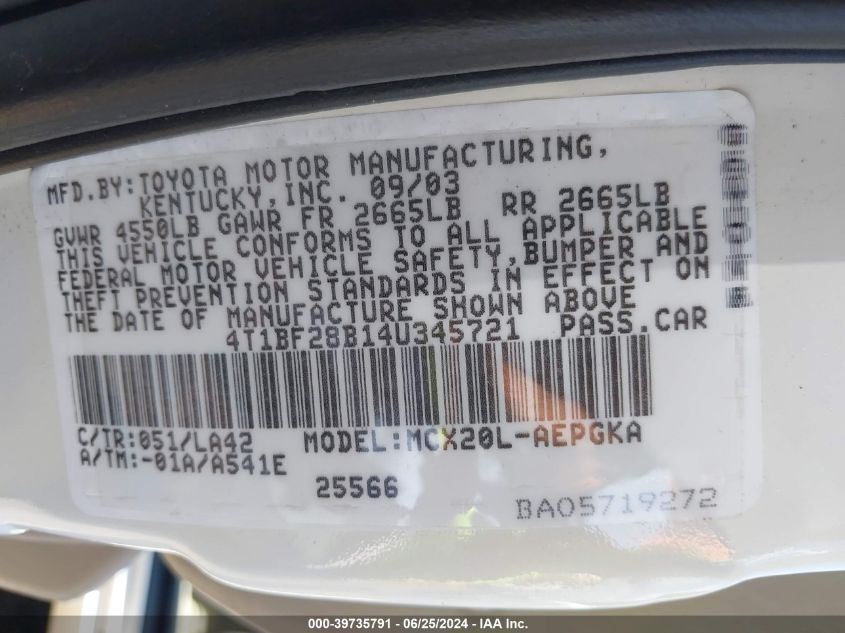 MFD.BY:TOYOTA MOTOR MANUFACTURING,
KENTUCKY,INC. 09/03
GVWR 4550LB GAWR FR 2665LB RR 2665LB
THIS VEHICLE CONFORMS TO ALL APPLICABLE
FEDERAL MOTOR VEHICLE SAFETY,BUMPER AND
THEFT PREVENTION STANDARDS IN EFFECT ON
THE DATE OF MANUFACTURE SHOWN ABOVE
4T1BF28B14U345721 PASS.CAR
C/TR:051/LA42 MODEL:MCX20L-AEPGKA
A/TM:-01A/A541E
25566
BA05719272
000-39735791 - 06/25/2024 - IAA Inc.